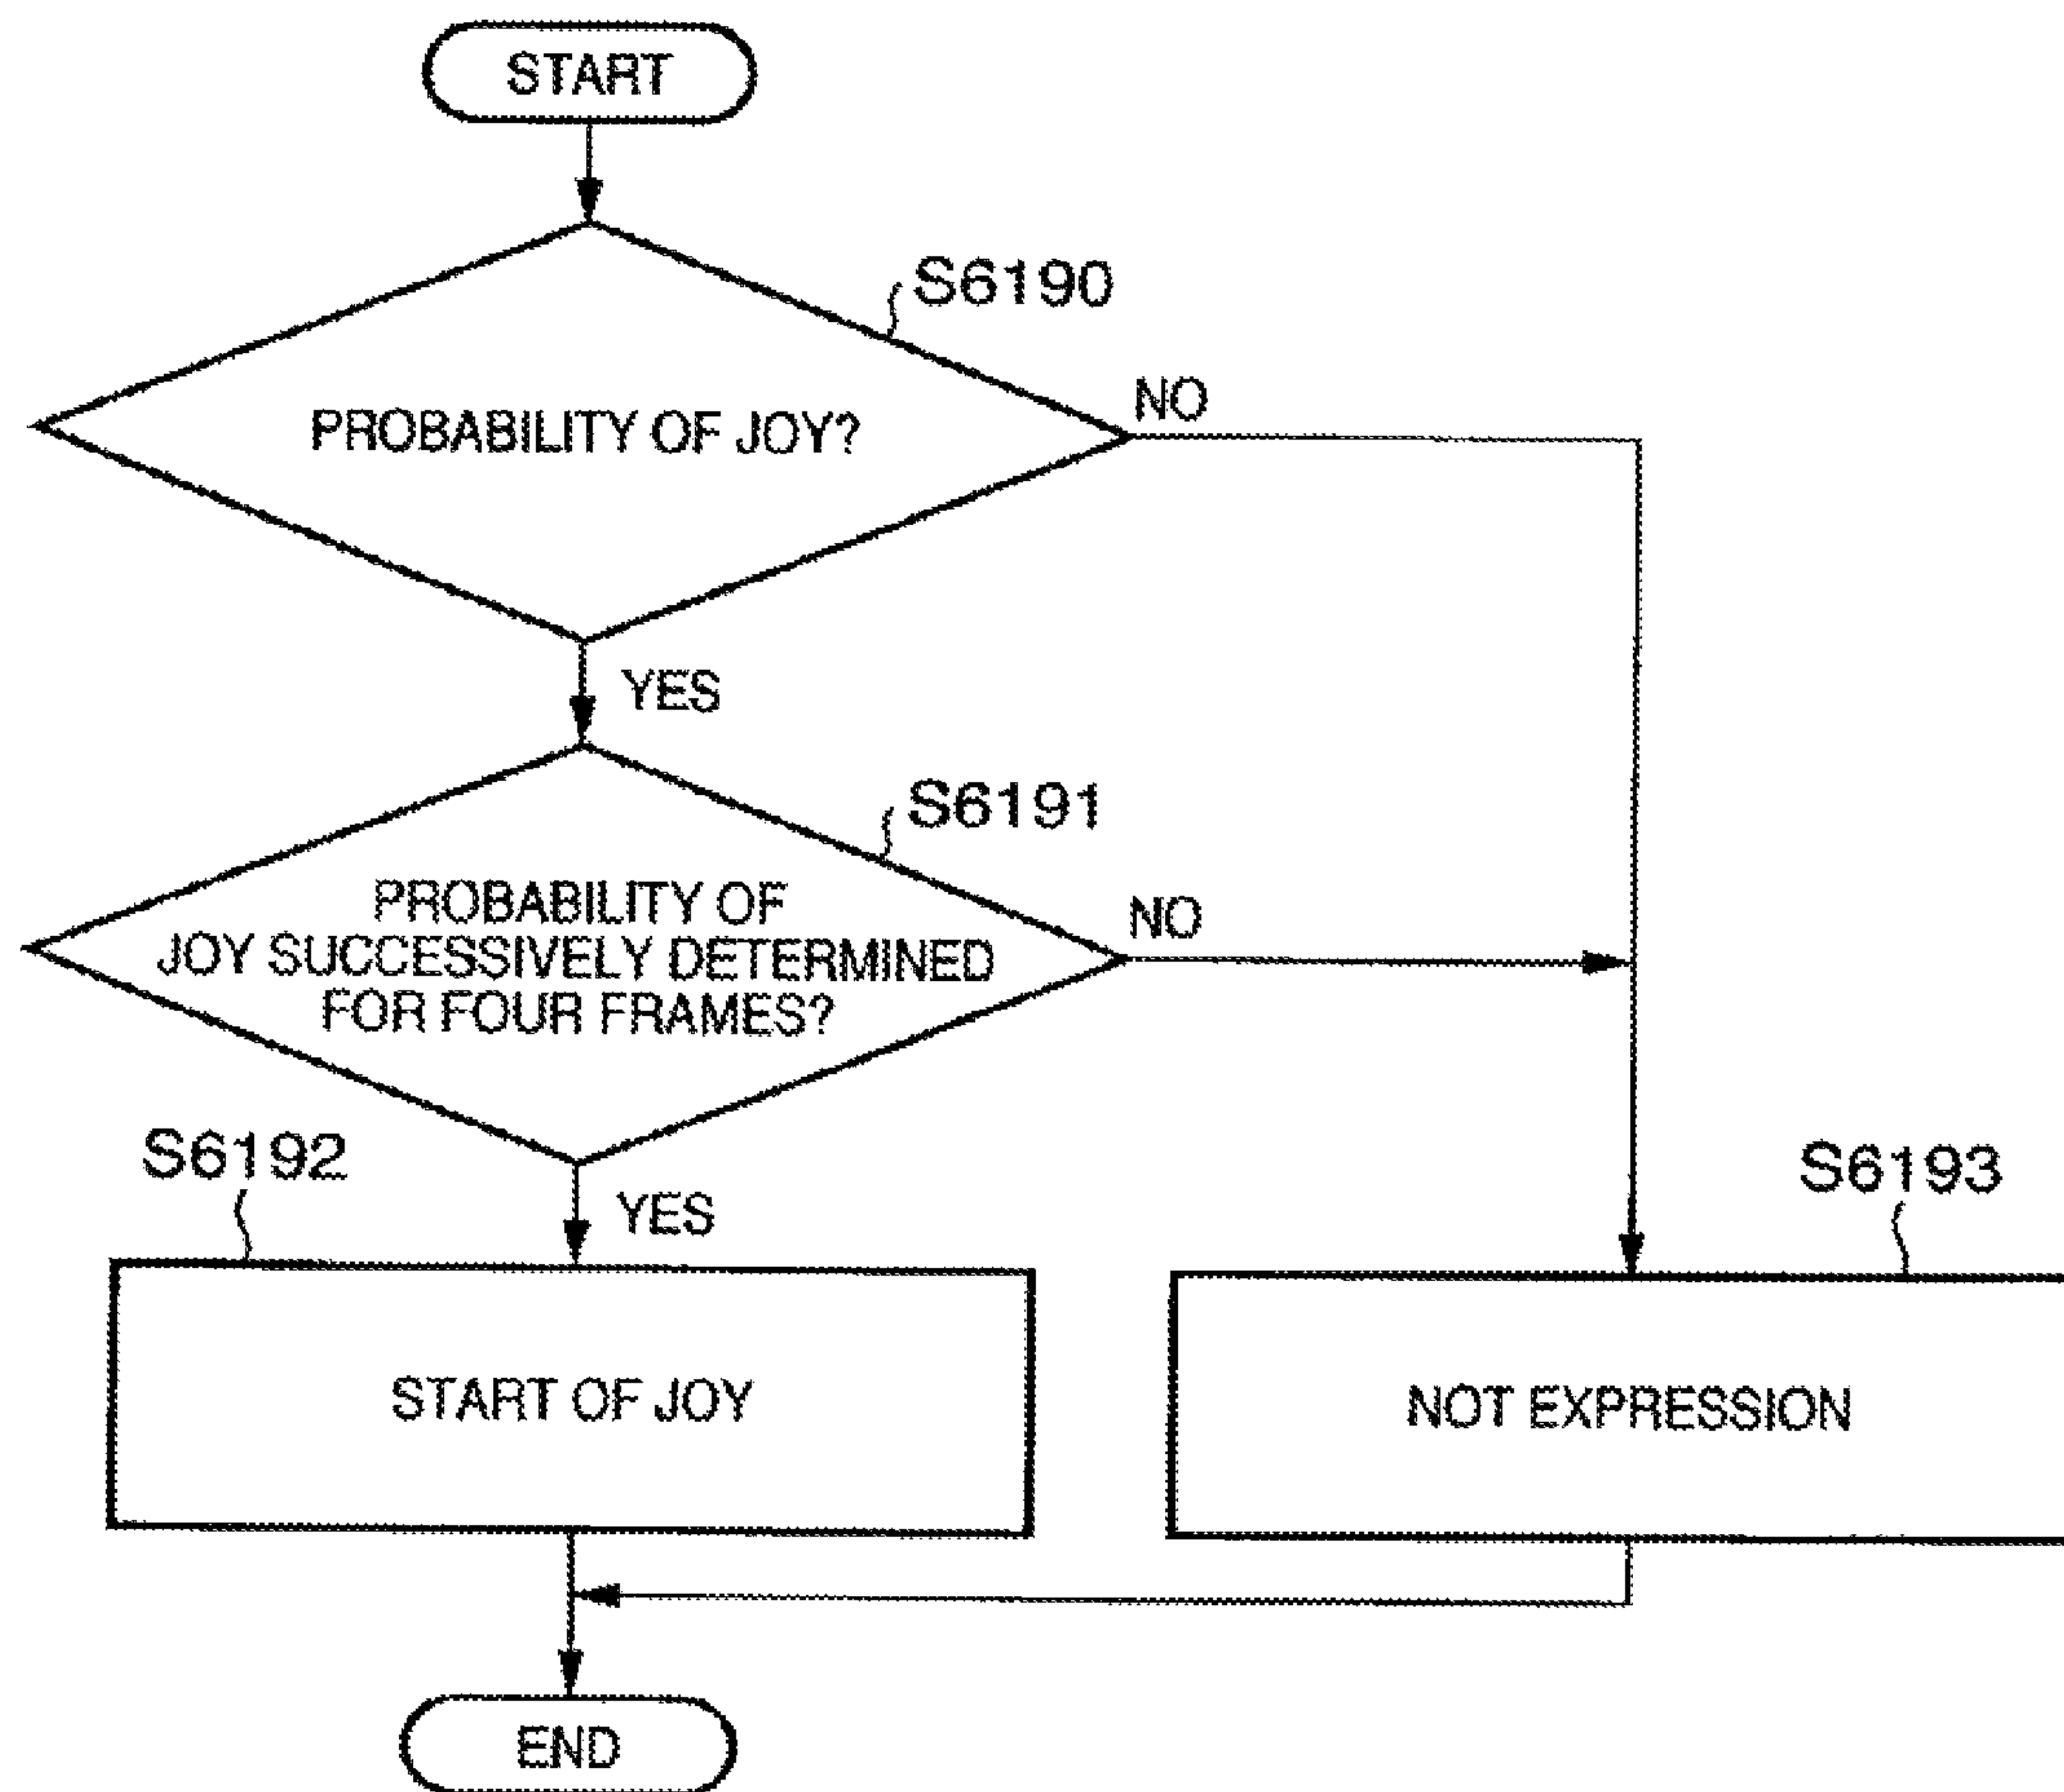 START
S6190
PROBABILITY OF JOY?
NO
YES
S6191
PROBABILITY OF
JOY SUCCESSIVELY DETERMINED
FOR FOUR FRAMES?
NO
YES
S6192
S6193
START OF JOY
NOT EXPRESSION
END